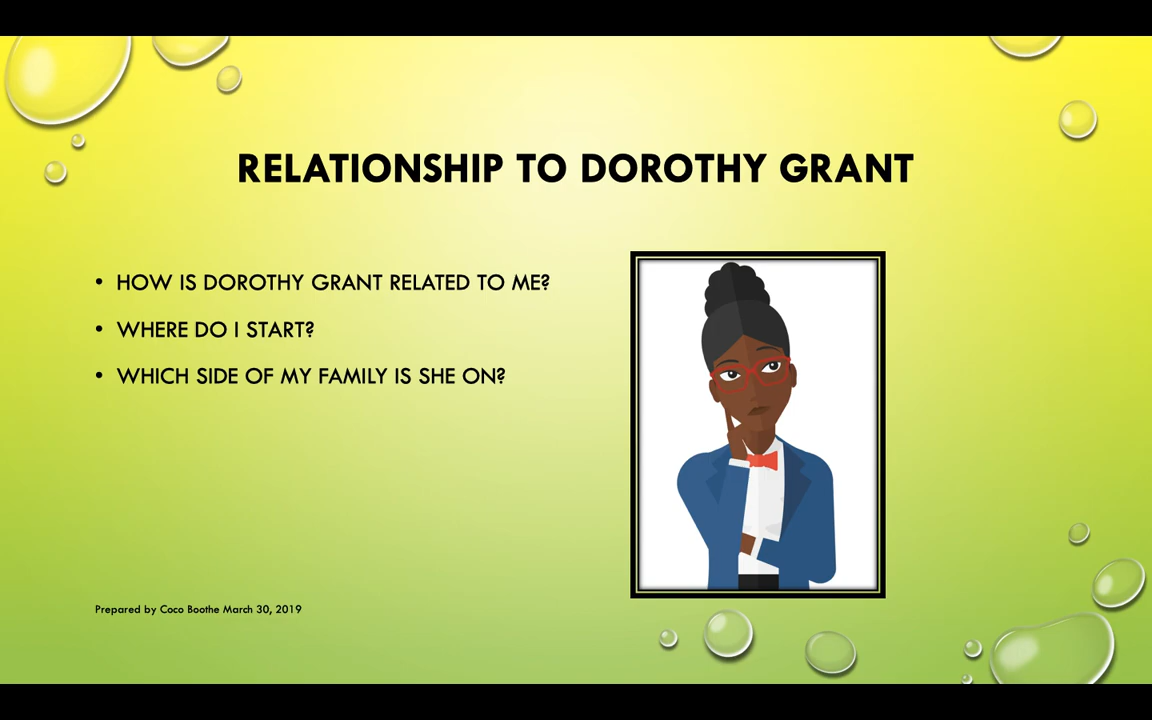 RELATIONSHIP TO DOROTHY GRANT
• HOW IS DOROTHY GRANT RELATED TO ME?
• WHERE DO I START?
• WHICH SIDE OF MY FAMILY IS SHE ON?
Prepared by Coco Boothe March 30, 2019